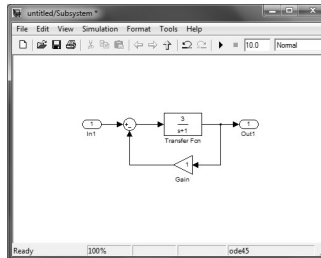 untitled/Subsystem *
File Edit View Simulation Format Tools Help
10.0 Normal
1
In1
3
s+1
Transfer Fcn
1
Out1
1
Gain
Ready 100% ode45